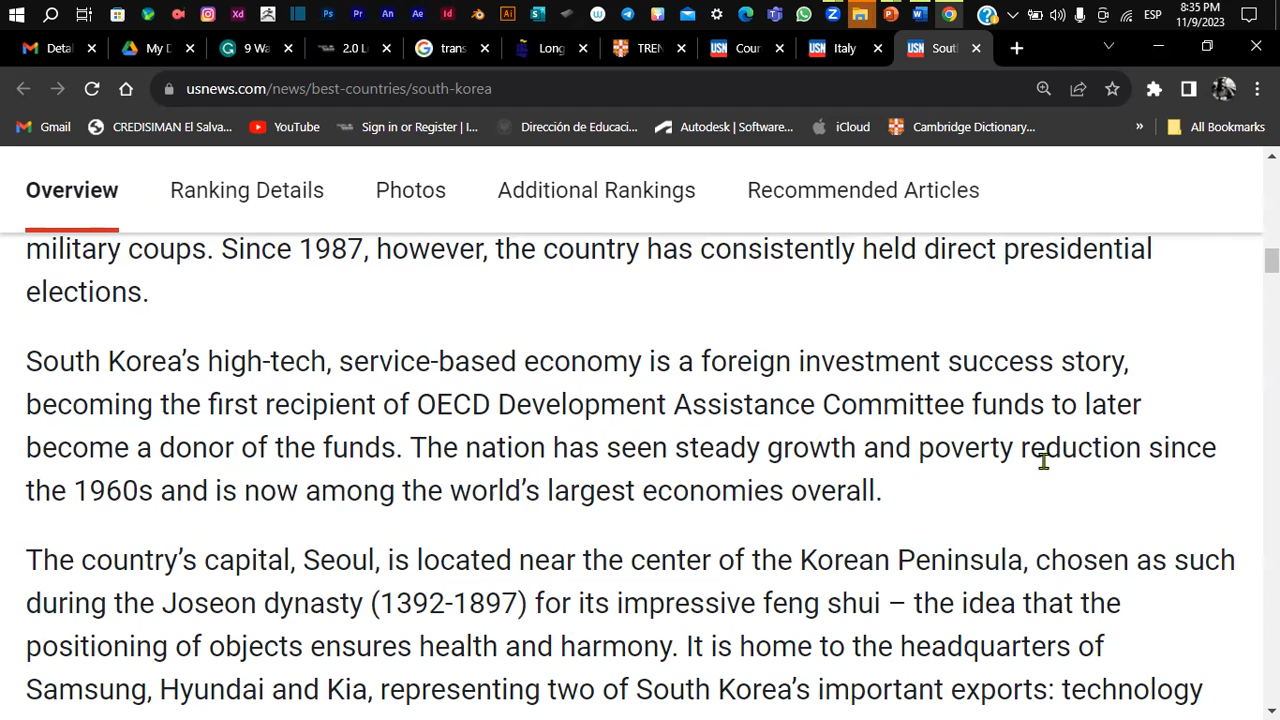 8:35 PM
ESP
11/9/2023
Detai
My D
9 Wa
2.0 L
trans
Long
TREN
Cour
Italy
Sout
usnews.com/news/best-countries/south-korea
Gmail
CREDISIMAN El Salva...
YouTube
Sign in or Register | I...
Dirección de Educaci...
Autodesk | Software...
iCloud
Cambridge Dictionary...
»
All Bookmarks
Overview
Ranking Details
Photos
Additional Rankings
Recommended Articles
military coups. Since 1987, however, the country has consistently held direct presidential
elections.
South Korea’s high-tech, service-based economy is a foreign investment success story,
becoming the first recipient of OECD Development Assistance Committee funds to later
become a donor of the funds. The nation has seen steady growth and poverty reduction since
the 1960s and is now among the world’s largest economies overall.
The country’s capital, Seoul, is located near the center of the Korean Peninsula, chosen as such
during the Joseon dynasty (1392-1897) for its impressive feng shui – the idea that the
positioning of objects ensures health and harmony. It is home to the headquarters of
Samsung, Hyundai and Kia, representing two of South Korea’s important exports: technology